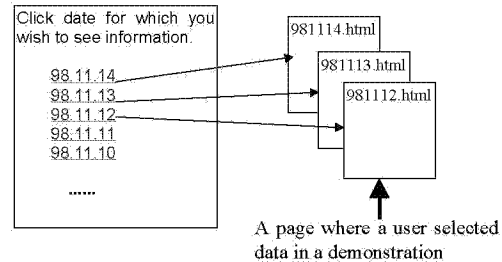 Click date for which you
wish to see information.
98.11.14
98.11.13
98.11.12
98.11.11
98.11.10
......
981114.html
981113.html
981112.html
A page where a user selected
data in a demonstration